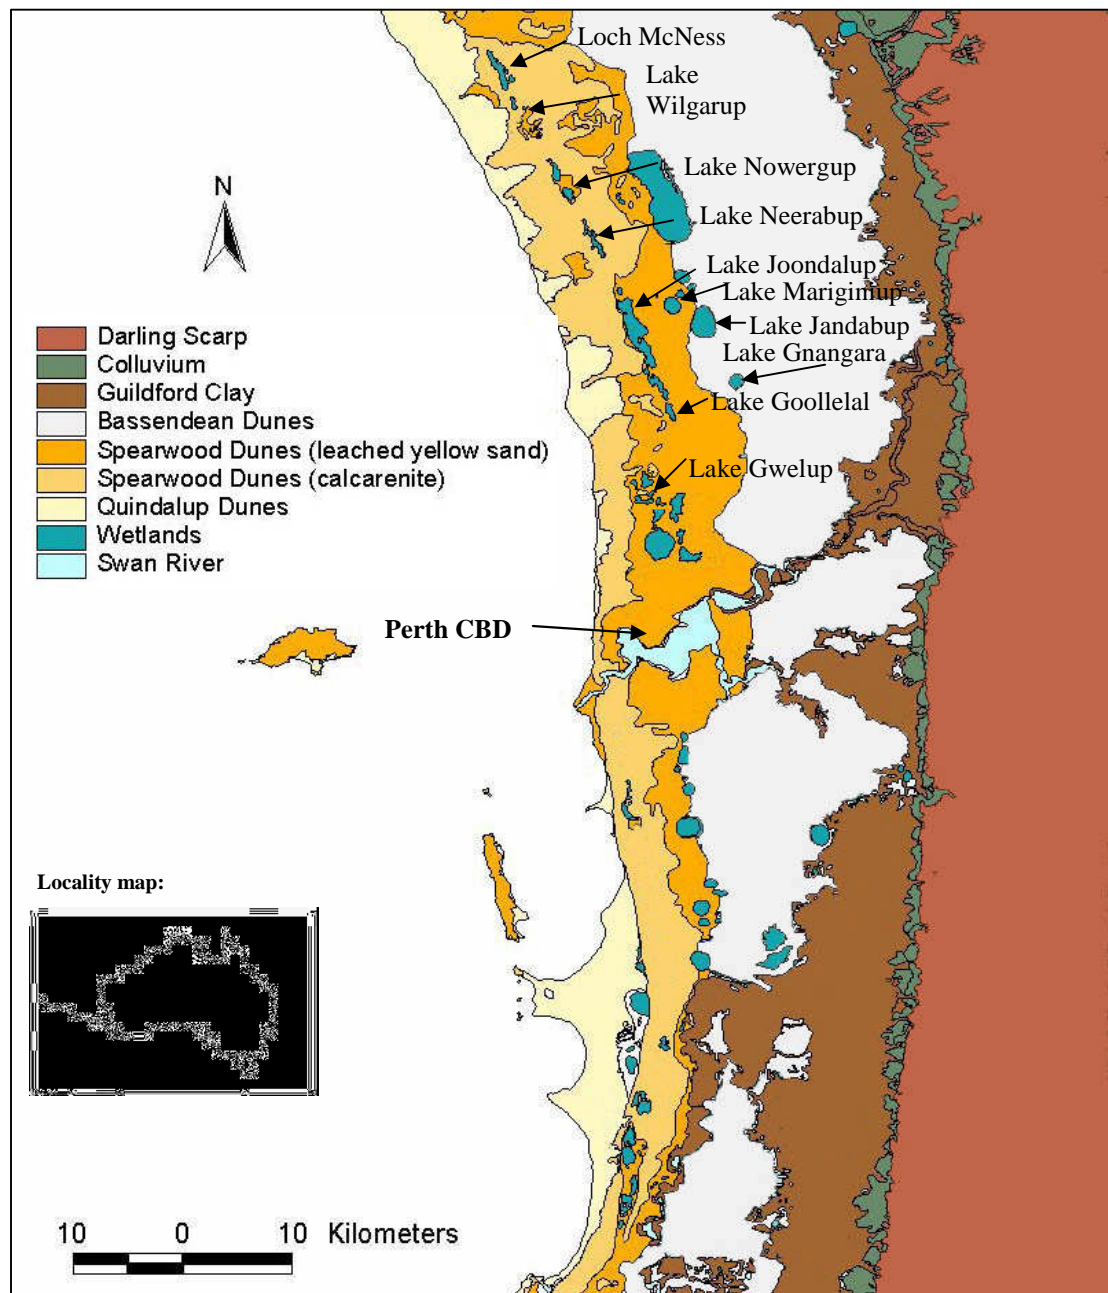 Loch McNess
Lake
Wilgarup
Lake Nowergup
N
Lake Neerabup
Lake Joondalup
Lake Mariginiup
Lake Jandabup
Lake Gnangara
Lake Goollelal
Darling Scarp
Colluvium
Guildford Clay
Bassendean Dunes
Spearwood Dunes (leached yellow sand)
Spearwood Dunes (calcarenite)
Quindalup Dunes
Wetlands
Swan River
Lake Gwelup
Perth CBD
Locality map:
10 0 10 Kilometers